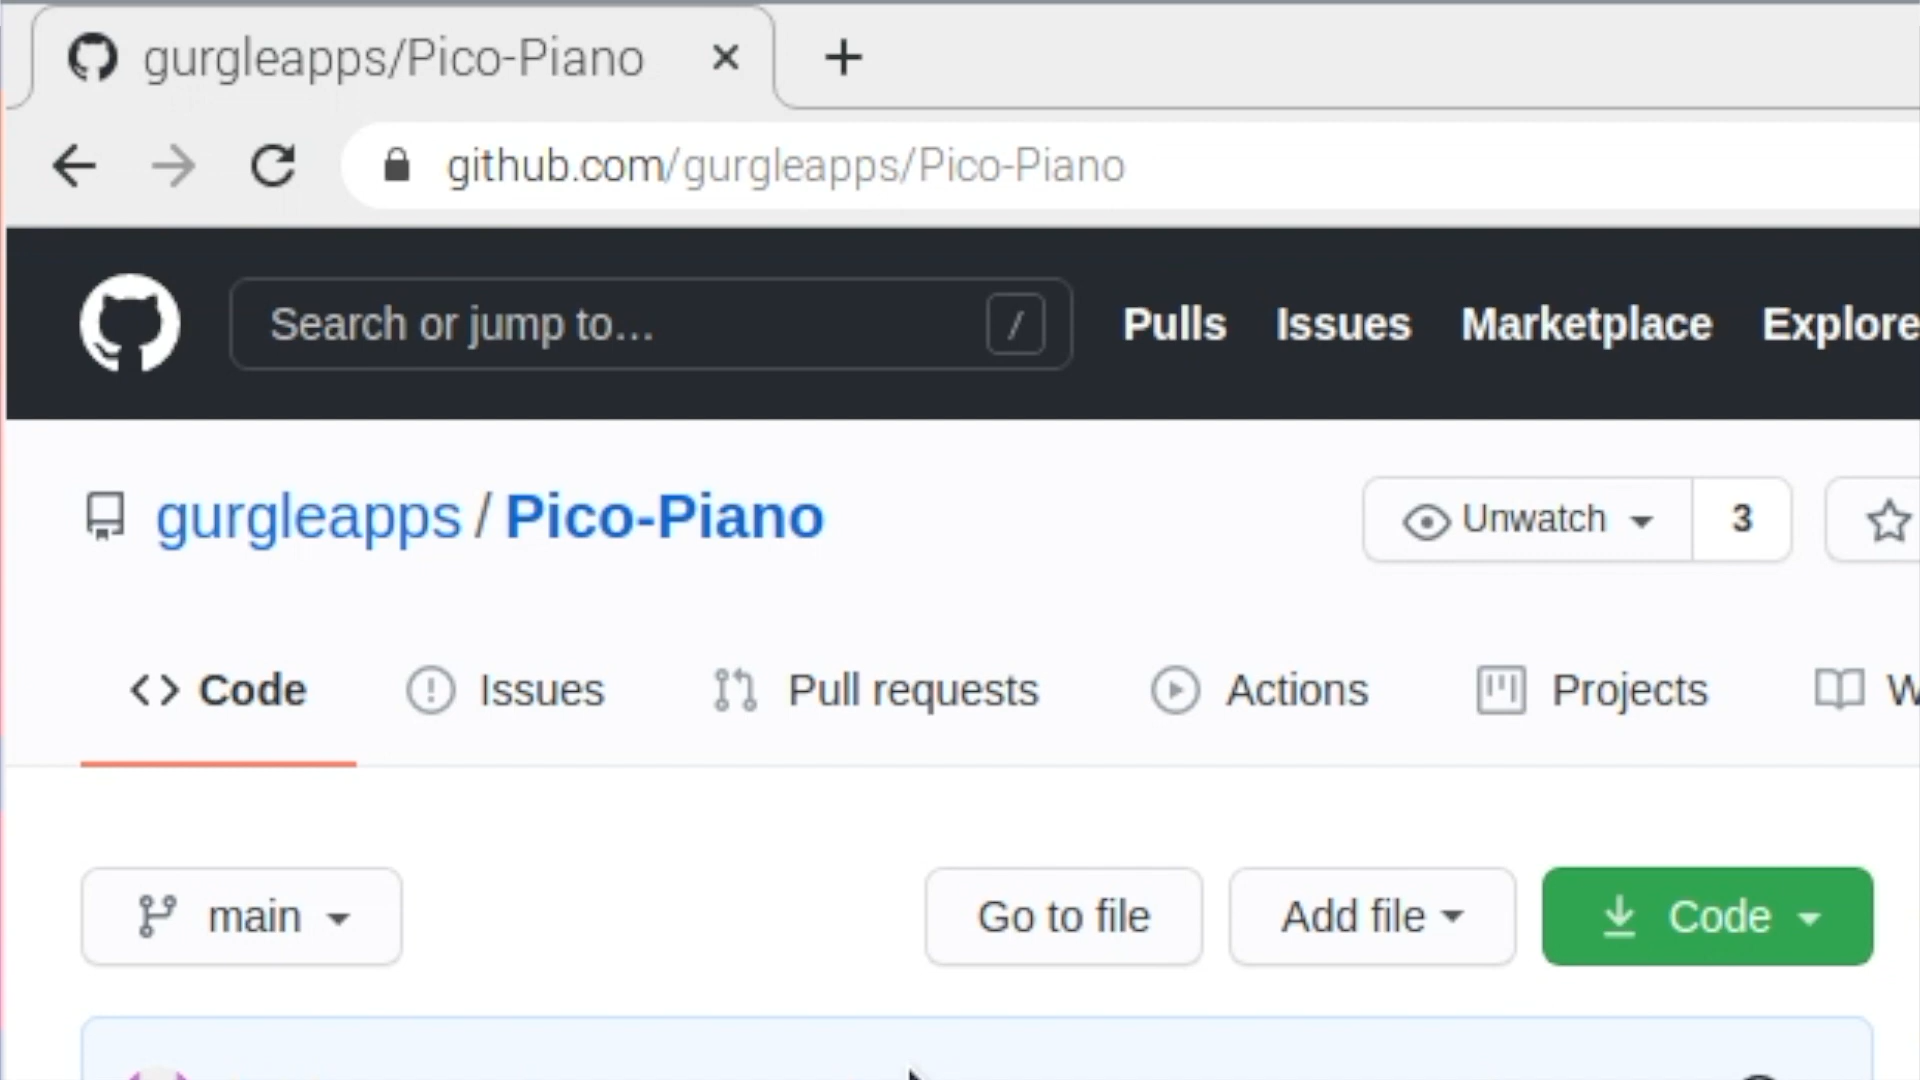 gurgleapps/Pico-Piano
github.com/gurgleapps/Pico-Piano
Search or jump to... / Pulls Issues Marketplace Explore
gurgleapps / Pico-Piano Unwatch 3
Code Issues Pull requests Actions Projects W
main Go to file Add file Code